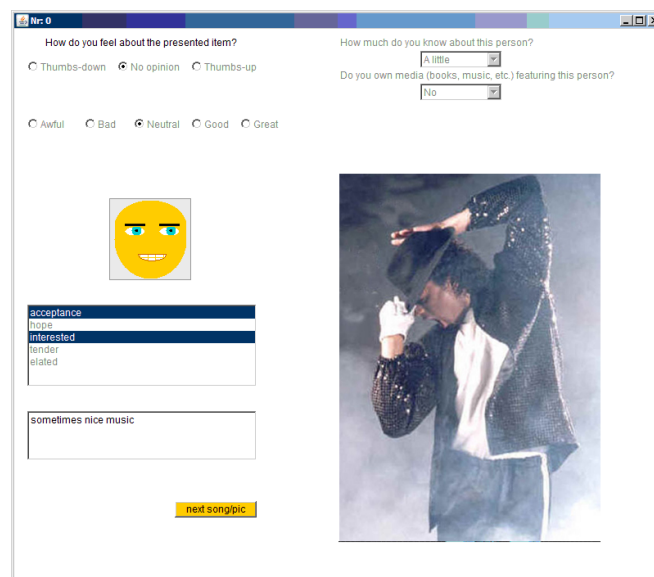 Nr: 0
How do you feel about the presented item?
Thumbs-down No opinion Thumbs-up
Awful Bad Neutral Good Great
acceptance
hope
interested
tender
elated
sometimes nice music
next song/pic
How much do you know about this person?
A little
Do you own media (books, music, etc.) featuring this person?
No